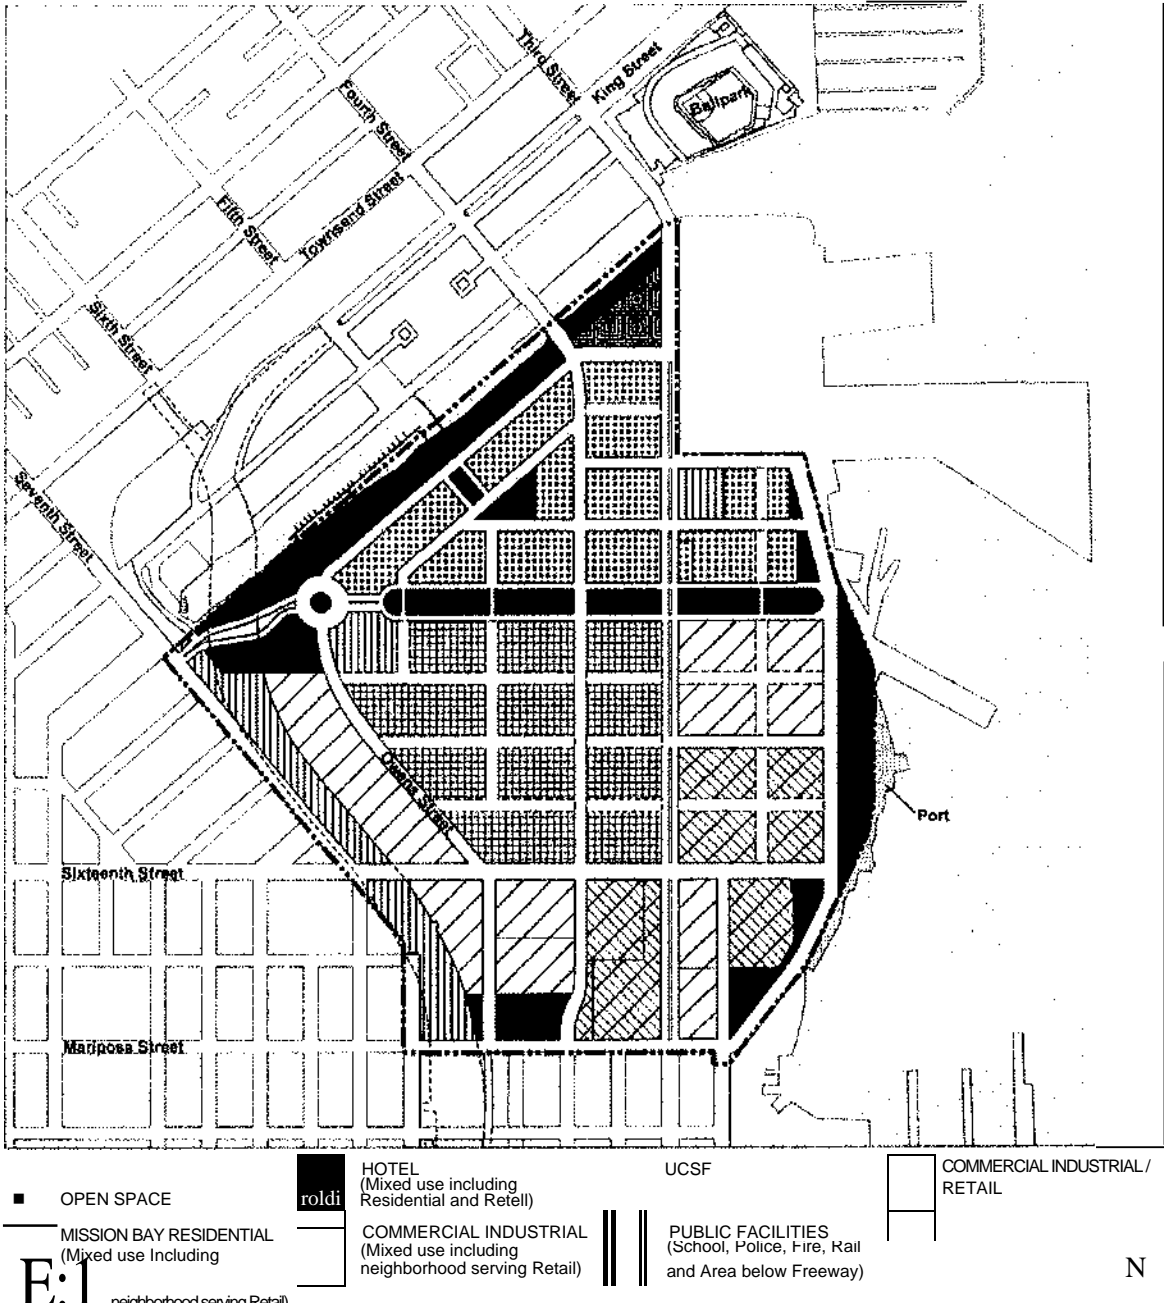 Third Street
King Street
Ballpark
Fourth Street
Fifth Street
Townsend Street
Sixth Street
Seventh Street
Owens Street
Port
Sixteenth Street
Mariposa Street
■ OPEN SPACE
MISSION BAY RESIDENTIAL
(Mixed use Including
neighborhood serving Retail)
E:1
roldi
HOTEL
(Mixed use including
Residential and Retell)
COMMERCIAL INDUSTRIAL
(Mixed use including
neighborhood serving Retail)
UCSF
PUBLIC FACILITIES
(School, Police, Fire, Rail
and Area below Freeway)
COMMERCIAL INDUSTRIAL /
RETAIL
N